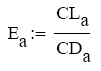 E_a := CL_a / CD_a